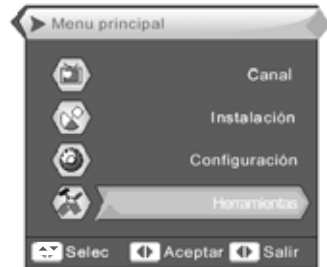 Menu principal
Canal
Instalación
Configuración
Herramientas
Selec Aceptar Salir